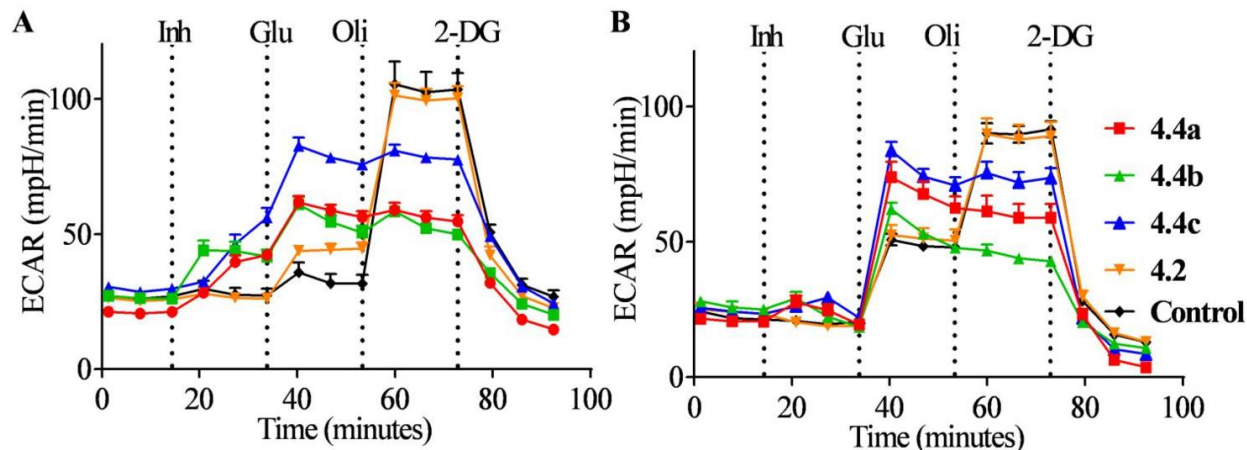 A
Inh Glu Oli 2-DG
ECAR (mpH/min)
100
50
0
0 20 40 60 80 100
Time (minutes)
B
Inh Glu Oli 2-DG
ECAR (mpH/min)
100
50
0
0 20 40 60 80 100
Time (minutes)
4.4a
4.4b
4.4c
4.2
Control